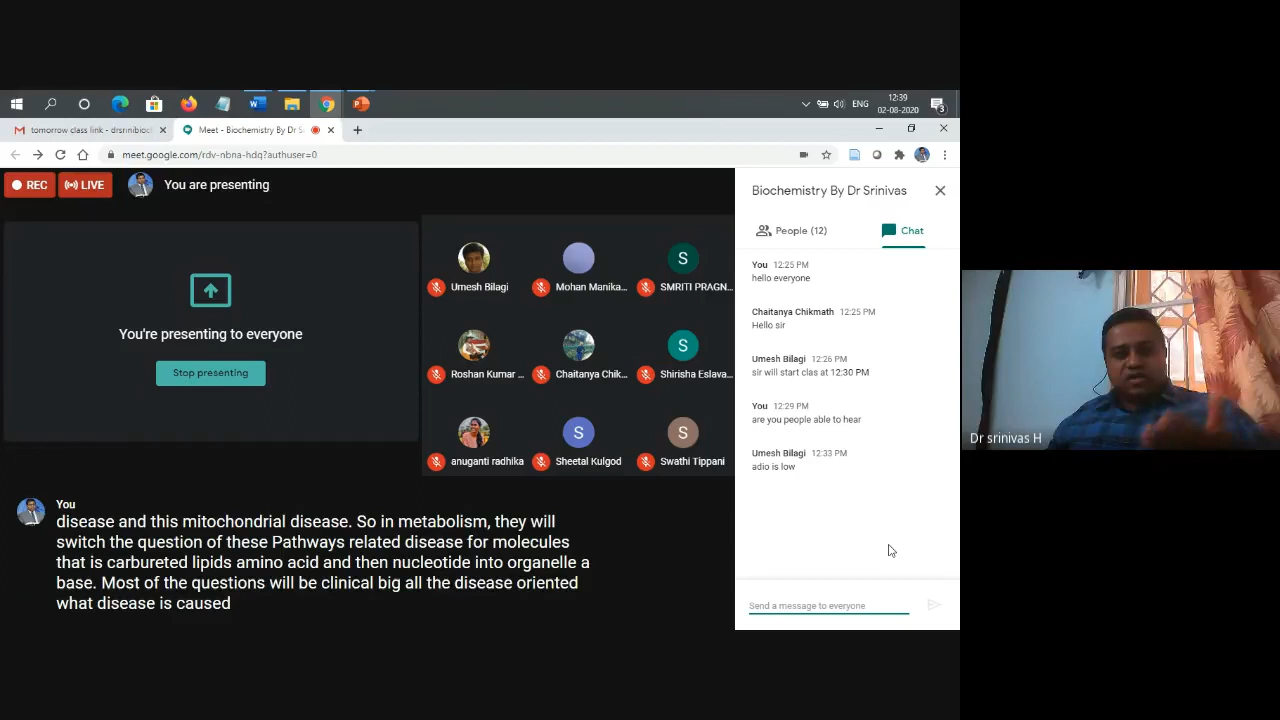 12:39
ENG
02-08-2020
3
tomorrow class link - drsrinibioc
Meet - Biochemistry By Dr S
meet.google.com/rdv-nbna-hdq?authuser=0
REC
LIVE
You are presenting
You're presenting to everyone
Stop presenting
Umesh Bilagi
Mohan Manika...
S
SMRITI PRAGN...
Roshan Kumar ...
Chaitanya Chik...
S
Shirisha Eslava...
anuganti radhika
S
Sheetal Kulgod
S
Swathi Tippani
You
disease and this mitochondrial disease. So in metabolism, they will
switch the question of these Pathways related disease for molecules
that is carbureted lipids amino acid and then nucleotide into organelle a
base. Most of the questions will be clinical big all the disease oriented
what disease is caused
Biochemistry By Dr Srinivas
People (12)
Chat
You 12:25 PM
hello everyone
Chaitanya Chikmath 12:25 PM
Hello sir
Umesh Bilagi 12:26 PM
sir will start clas at 12:30 PM
You 12:29 PM
are you people able to hear
Umesh Bilagi 12:33 PM
adio is low
Send a message to everyone
Dr srinivas H